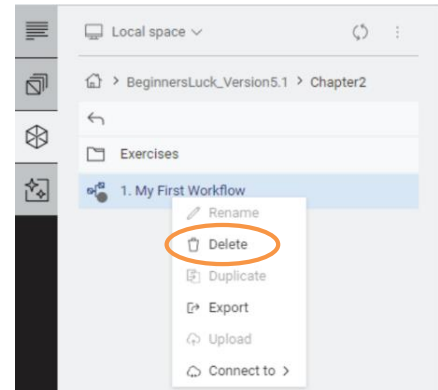 Local space
BeginnersLuck_Version5.1 > Chapter2
Exercises
1. My First Workflow
Rename
Delete
Duplicate
Export
Upload
Connect to >